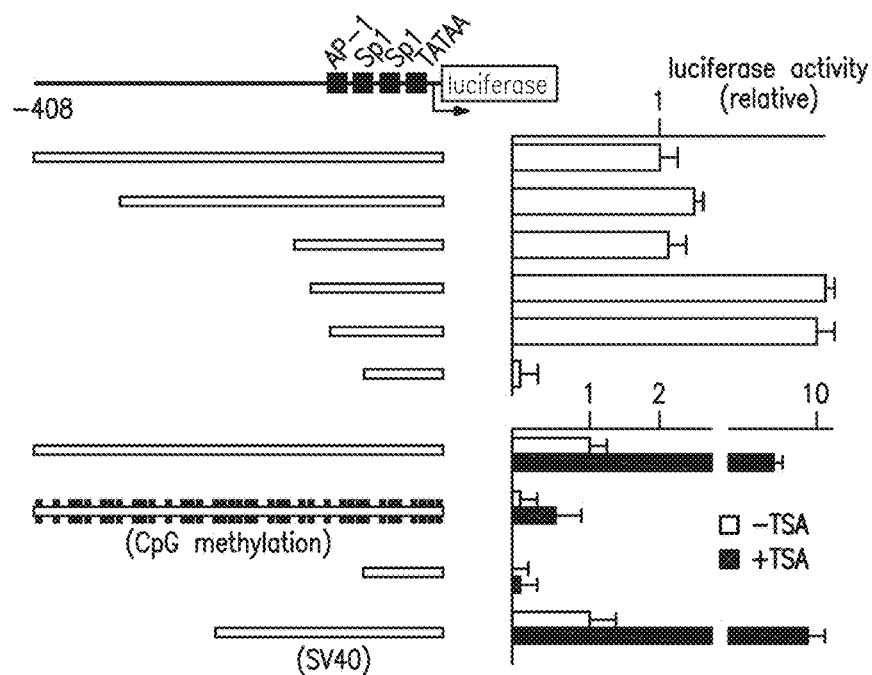 AP-1 Sp1 Sp1 TATAA
luciferase
-408
luciferase activity
(relative)
1
1 2 10
(CpG methylation)
-TSA
+TSA
(SV40)